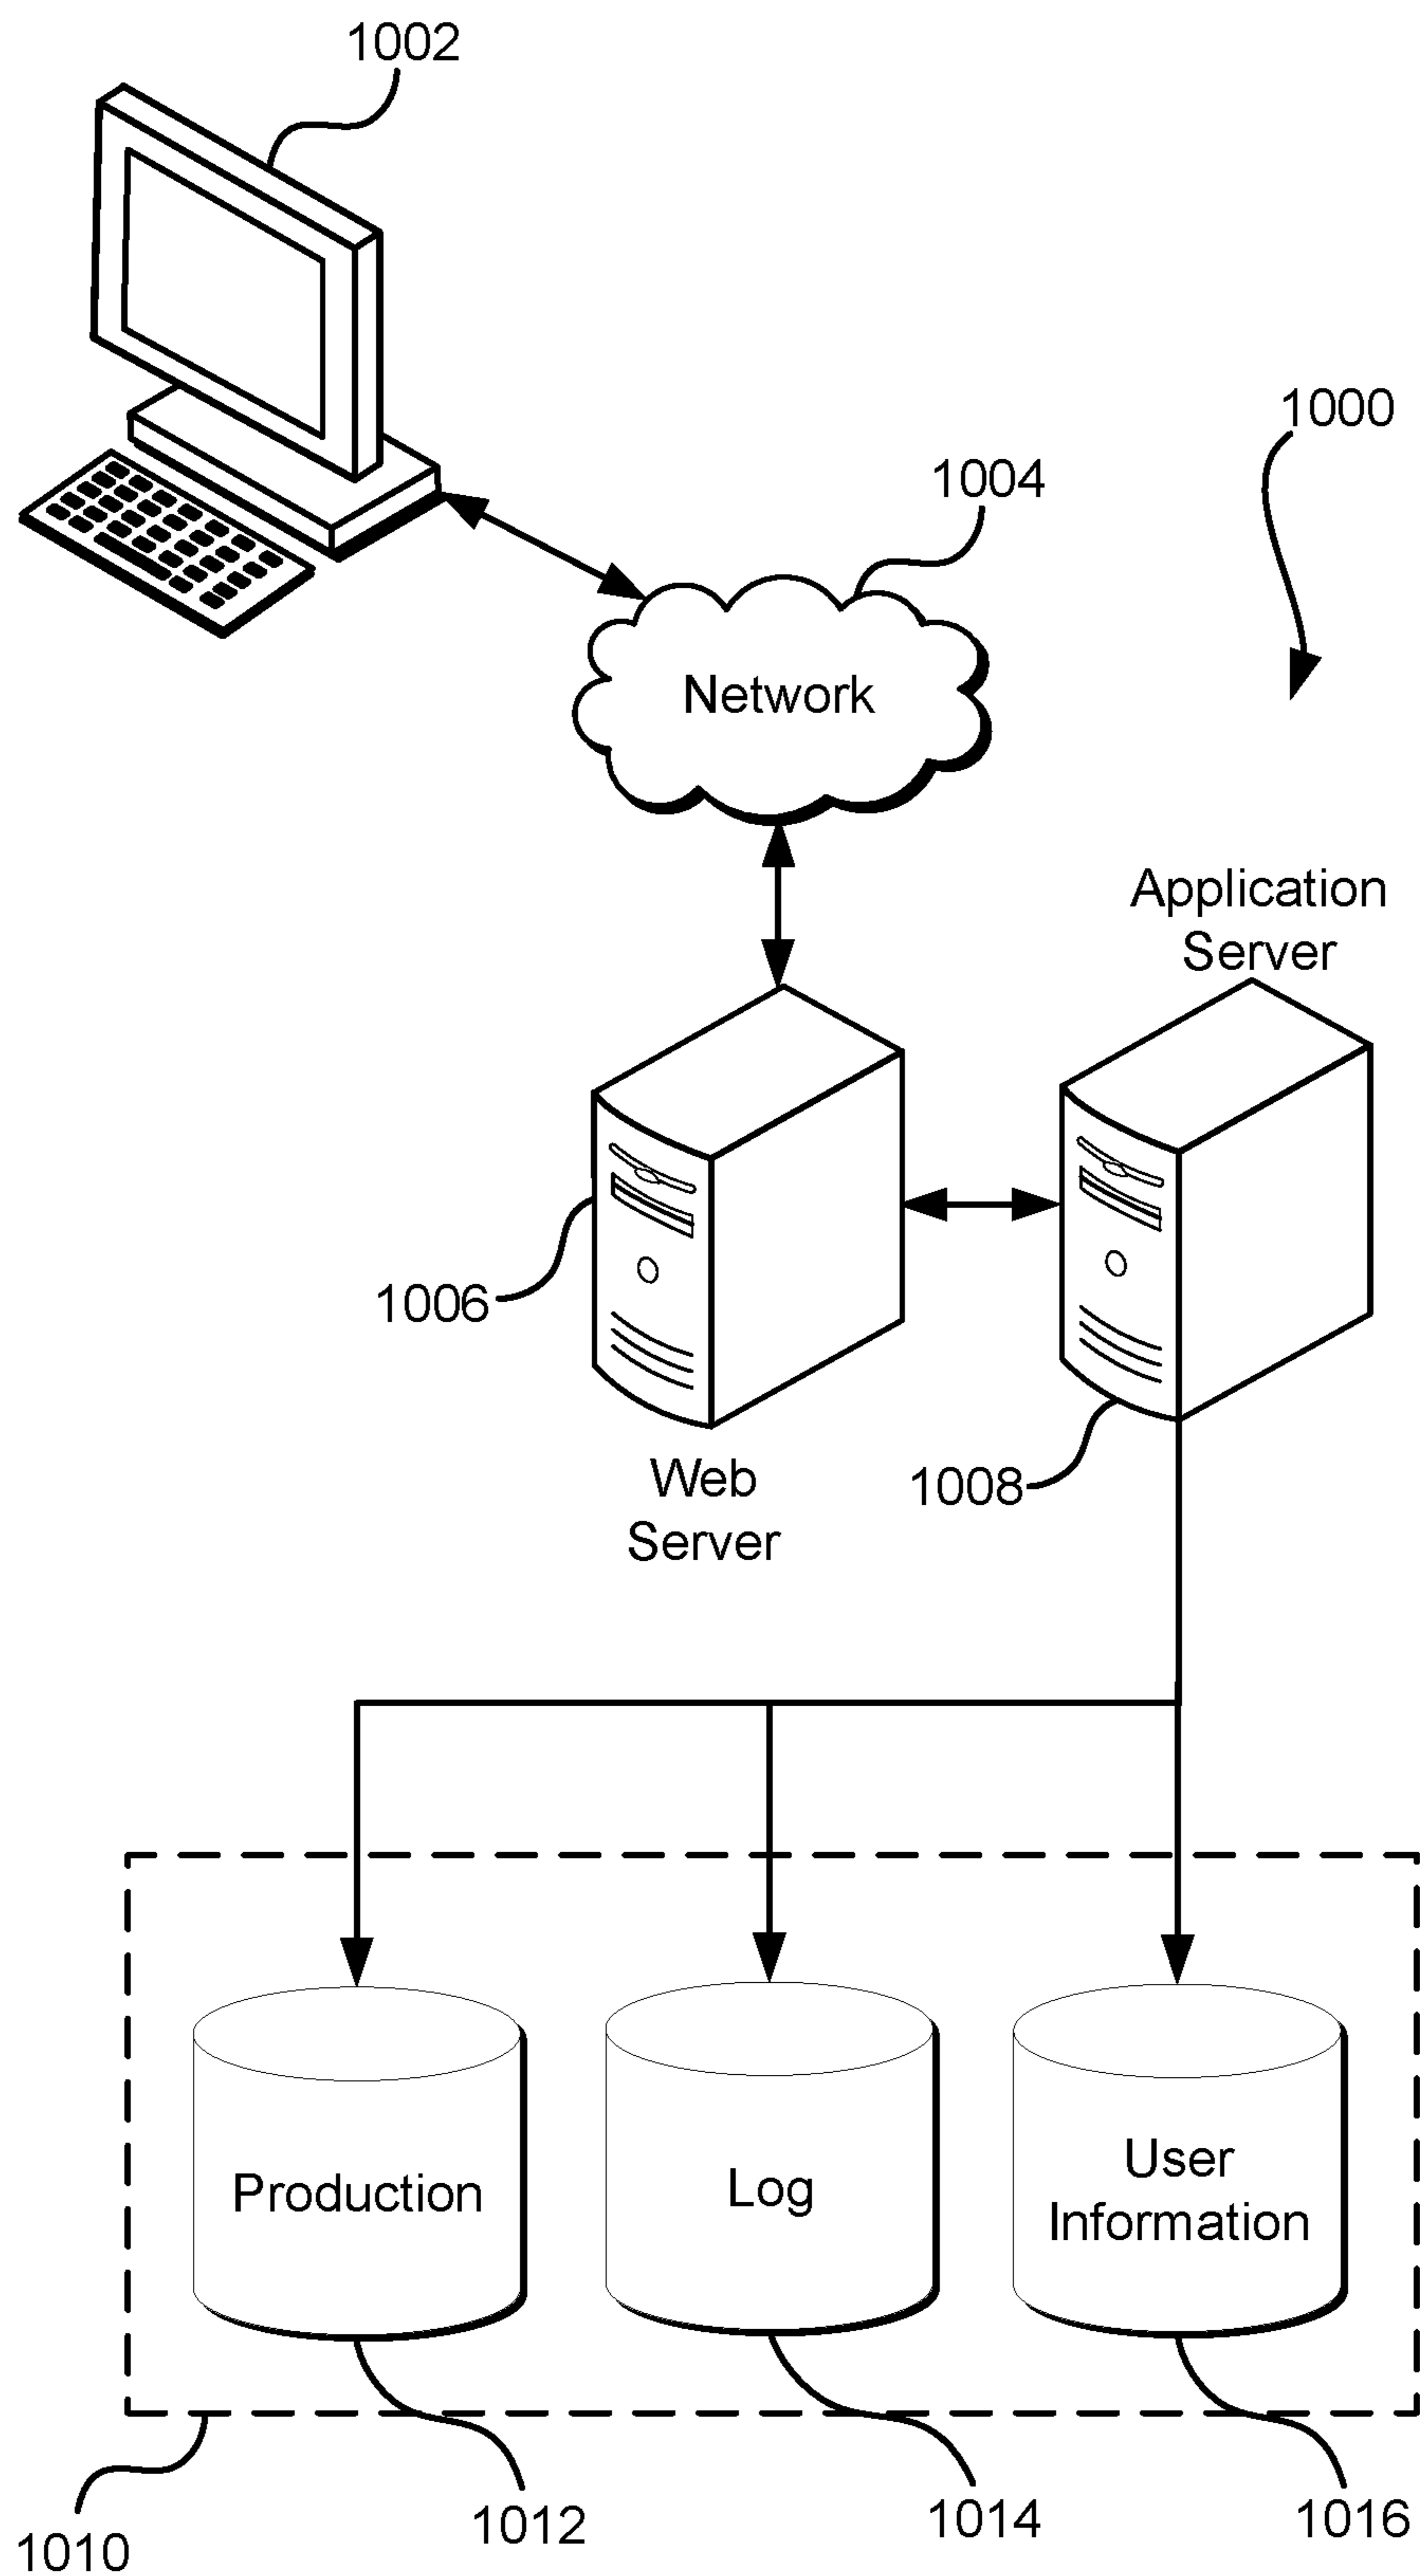 1002
1000
1004
Network
Application
Server
1006
Web
Server
1008
Production
Log
User
Information
1010
1012
1014
1016